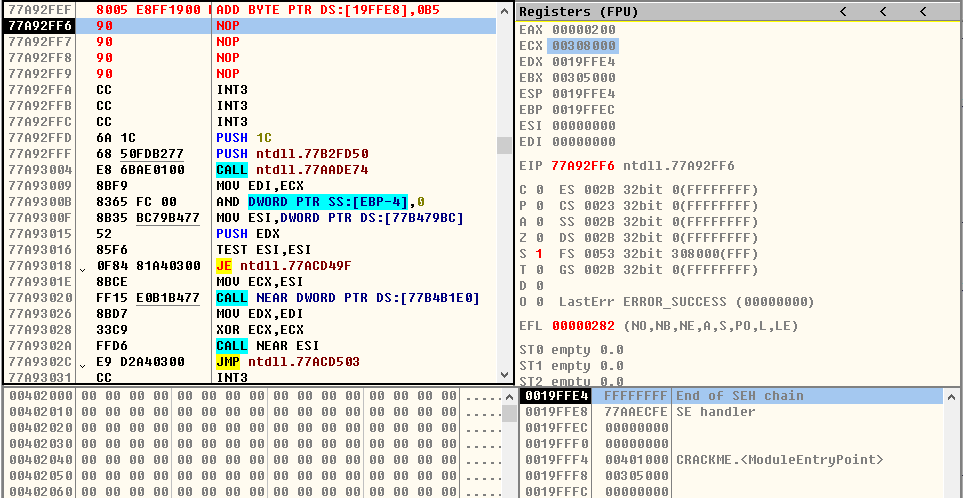 77A92FEF 8005 E8FF1900 ADD BYTE PTR DS:[19FFE8],0B5
77A92FF6 90 NOP
77A92FF7 90 NOP
77A92FF8 90 NOP
77A92FF9 90 NOP
77A92FFA CC INT3
77A92FFB CC INT3
77A92FFC CC INT3
77A92FFD 6A 1C PUSH 1C
77A92FFF 68 50FDB277 PUSH ntdll.77B2FD50
77A93004 E8 6BAE0100 CALL ntdll.77AADE74
77A93009 8BF9 MOV EDI,ECX
77A9300B 8365 FC 00 AND DWORD PTR SS:[EBP-4],0
77A9300F 8B35 BC79B477 MOV ESI,DWORD PTR DS:[77B479BC]
77A93015 52 PUSH EDX
77A93016 85F6 TEST ESI,ESI
77A93018 0F84 81A40300 JE ntdll.77ACD49F
77A9301E 8BCE MOV ECX,ESI
77A93020 FF15 E0B1B477 CALL NEAR DWORD PTR DS:[77B4B1E0]
77A93026 8BD7 MOV EDX,EDI
77A93028 33C9 XOR ECX,ECX
77A9302A FFD6 CALL NEAR ESI
77A9302C E9 D2A40300 JMP ntdll.77ACD503
77A93031 CC INT3
Registers (FPU) < < <
EAX 00000200
ECX 00308000
EDX 0019FFE4
EBX 00305000
ESP 0019FFE4
EBP 0019FFEC
ESI 00000000
EDI 00000000
EIP 77A92FF6 ntdll.77A92FF6
C 0 ES 002B 32bit 0(FFFFFFFF)
P 0 CS 0023 32bit 0(FFFFFFFF)
A 0 SS 002B 32bit 0(FFFFFFFF)
Z 0 DS 002B 32bit 0(FFFFFFFF)
S 1 FS 0053 32bit 308000(FFF)
T 0 GS 002B 32bit 0(FFFFFFFF)
D 0
O 0 LastErr ERROR_SUCCESS (00000000)
EFL 00000282 (NO,NB,NE,A,S,PO,L,LE)
ST0 empty 0.0
ST1 empty 0.0
ST2 empty 0.0
00402000 00 00 00 00 00 00 00 00 00 00 00 00 00 00 00 00 .....
00402010 00 00 00 00 00 00 00 00 00 00 00 00 00 00 00 00 .....
00402020 00 00 00 00 00 00 00 00 00 00 00 00 00 00 00 00 .....
00402030 00 00 00 00 00 00 00 00 00 00 00 00 00 00 00 00 .....
00402040 00 00 00 00 00 00 00 00 00 00 00 00 00 00 00 00 .....
00402050 00 00 00 00 00 00 00 00 00 00 00 00 00 00 00 00 .....
00402060 00 00 00 00 00 00 00 00 00 00 00 00 00 00 00 00 .....
0019FFE4 FFFFFFFF End of SEH chain
0019FFE8 77AAECFE SE handler
0019FFEC 00000000
0019FFF0 00000000
0019FFF4 00401000 CRACKME.<ModuleEntryPoint>
0019FFF8 00305000
0019FFFC 00000000